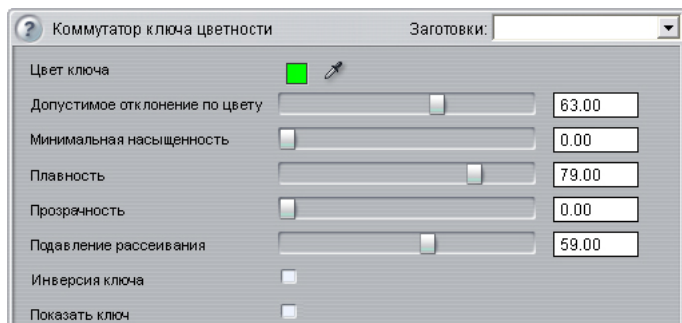 ? Коммутатор ключа цветности Заготовки:
Цвет ключа
Допустимое отклонение по цвету 63.00
Минимальная насыщенность 0.00
Плавность 79.00
Прозрачность 0.00
Подавление рассеивания 59.00
Инверсия ключа
Показать ключ